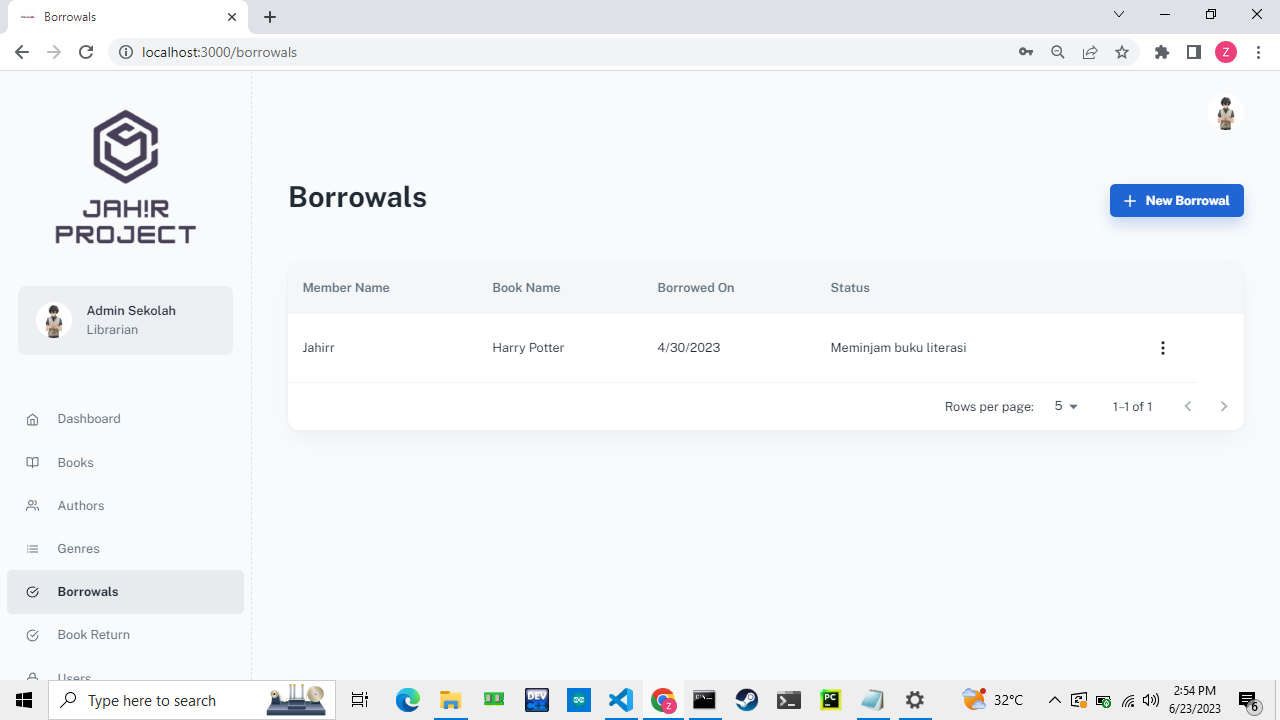 Borrowals
localhost:3000/borrowals
Z
JAH!R
PROJECT
Admin Sekolah
Librarian
Dashboard
Books
Authors
Genres
Borrowals
Book Return
Users
Borrowals
New Borrowal
Member Name Book Name Borrowed On Status
Jahirr Harry Potter 4/30/2023 Meminjam buku literasi
Rows per page: 5 1–1 of 1
Type here to search
DEV
Z
PC
32°C
2:54 PM
6/23/2023
6